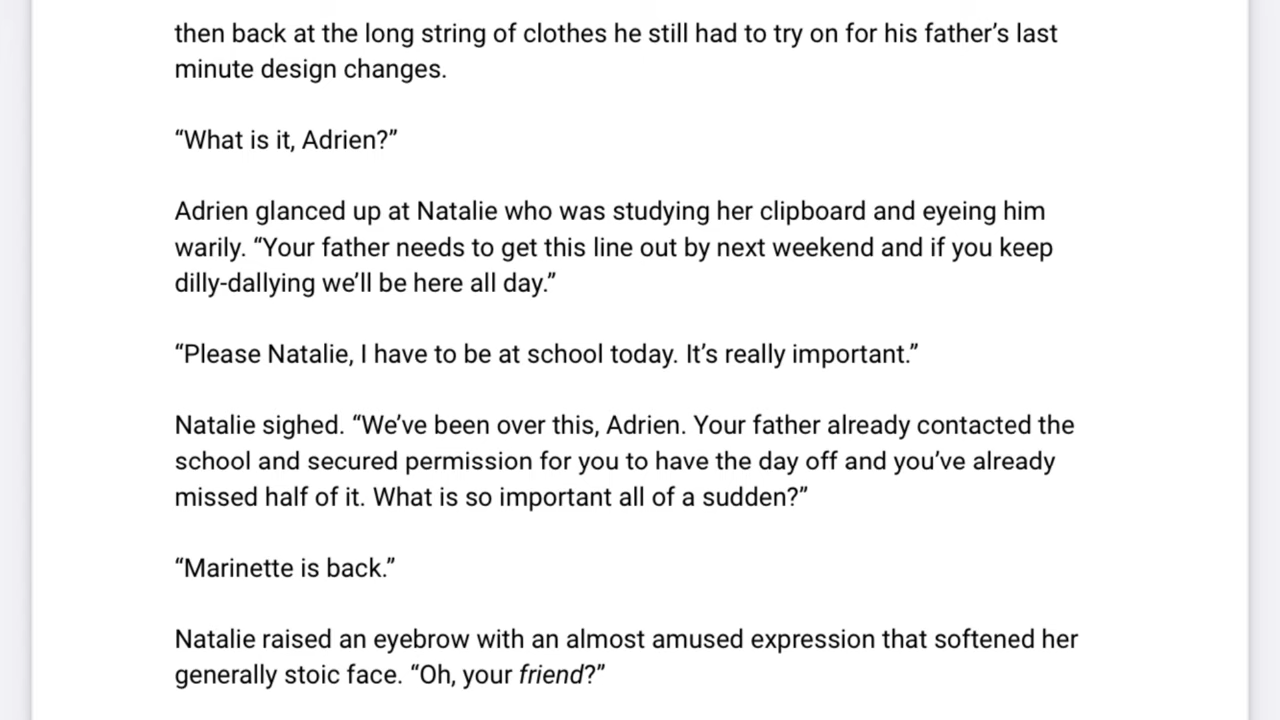 then back at the long string of clothes he still had to try on for his father’s last
minute design changes.
“What is it, Adrien?”
Adrien glanced up at Natalie who was studying her clipboard and eyeing him
warily. “Your father needs to get this line out by next weekend and if you keep
dilly-dallying we’ll be here all day.”
“Please Natalie, I have to be at school today. It’s really important.”
Natalie sighed. “We’ve been over this, Adrien. Your father already contacted the
school and secured permission for you to have the day off and you’ve already
missed half of it. What is so important all of a sudden?”
“Marinette is back.”
Natalie raised an eyebrow with an almost amused expression that softened her
generally stoic face. “Oh, your friend?”